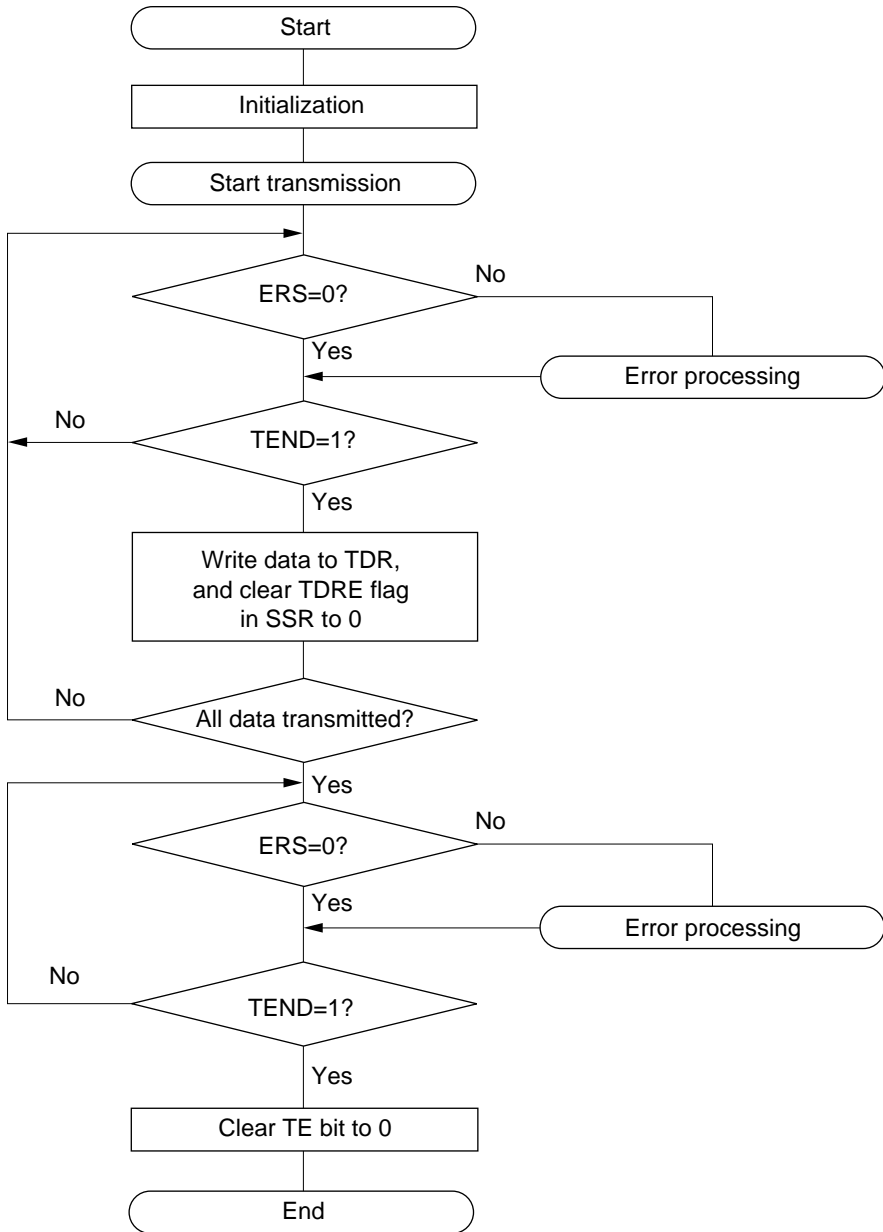 Start
Initialization
Start transmission
ERS=0?
No
Yes
Error processing
No
TEND=1?
Yes
Write data to TDR,
and clear TDRE flag
in SSR to 0
No
All data transmitted?
Yes
ERS=0?
No
Yes
Error processing
No
TEND=1?
Yes
Clear TE bit to 0
End